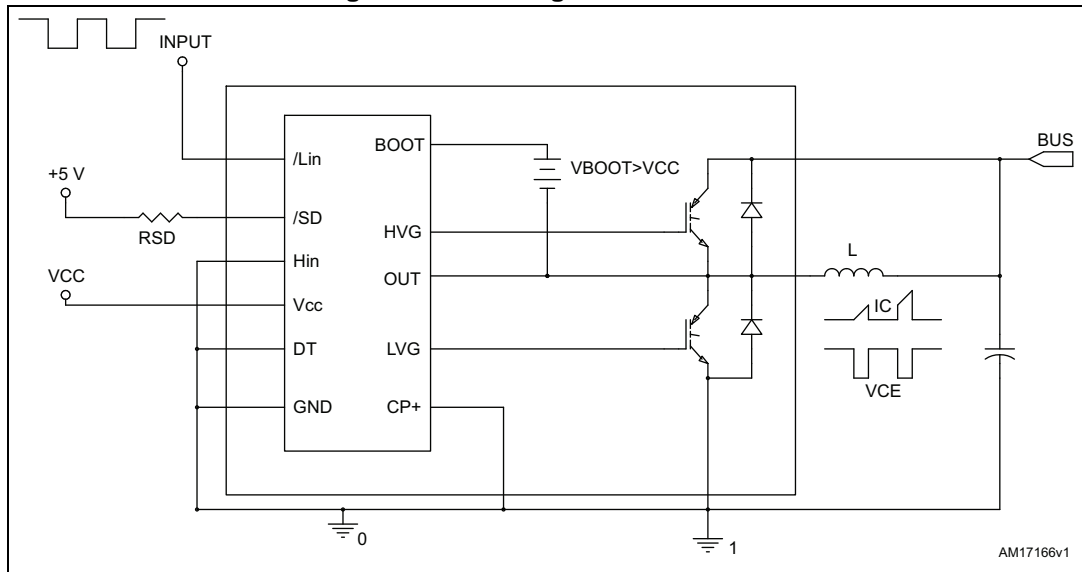 INPUT
+5 V
RSD
VCC
/Lin
/SD
Hin
Vcc
DT
GND
BOOT
HVG
OUT
LVG
CP+
VBOOT>VCC
BUS
L
IC
VCE
0
1
AM17166v1